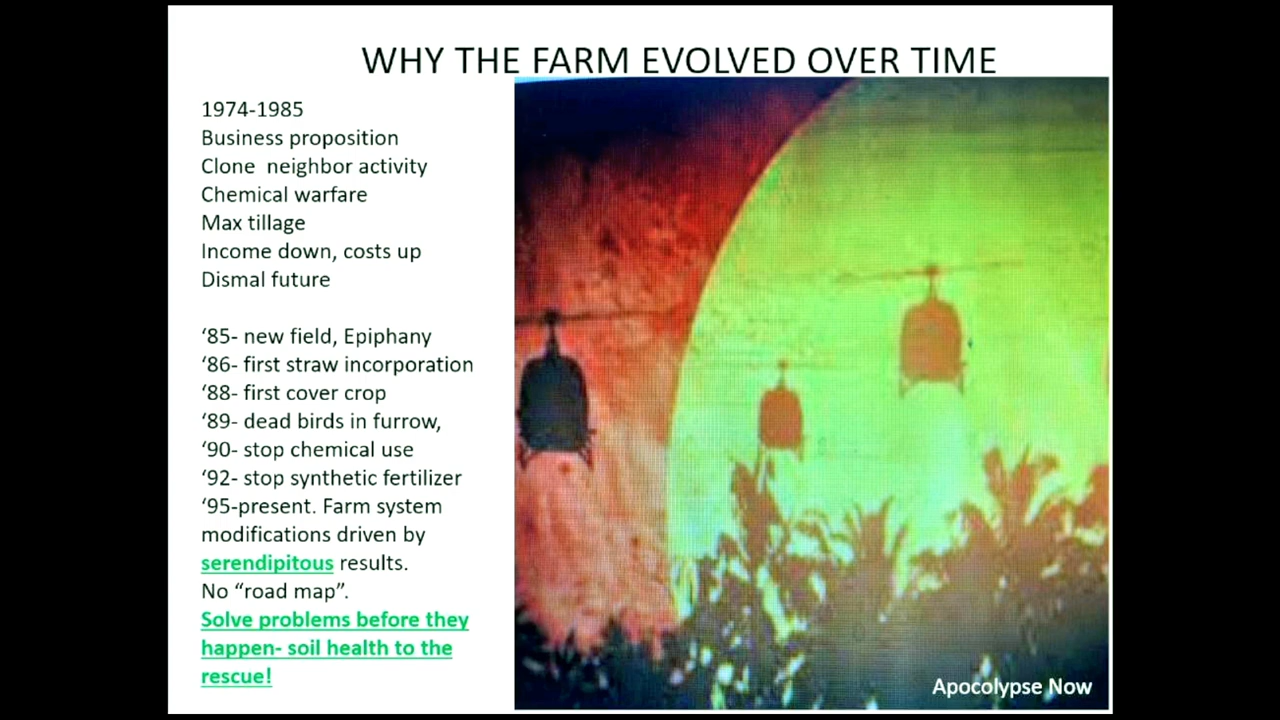 WHY THE FARM EVOLVED OVER TIME
1974-1985
Business proposition
Clone  neighbor activity
Chemical warfare
Max tillage
Income down, costs up
Dismal future
‘85- new field, Epiphany
‘86- first straw incorporation
‘88- first cover crop
‘89- dead birds in furrow,
‘90- stop chemical use
‘92- stop synthetic fertilizer
‘95-present. Farm system
modifications driven by
serendipitous results.
No “road map”.
Solve problems before they
happen- soil health to the
rescue!
Apocolypse Now